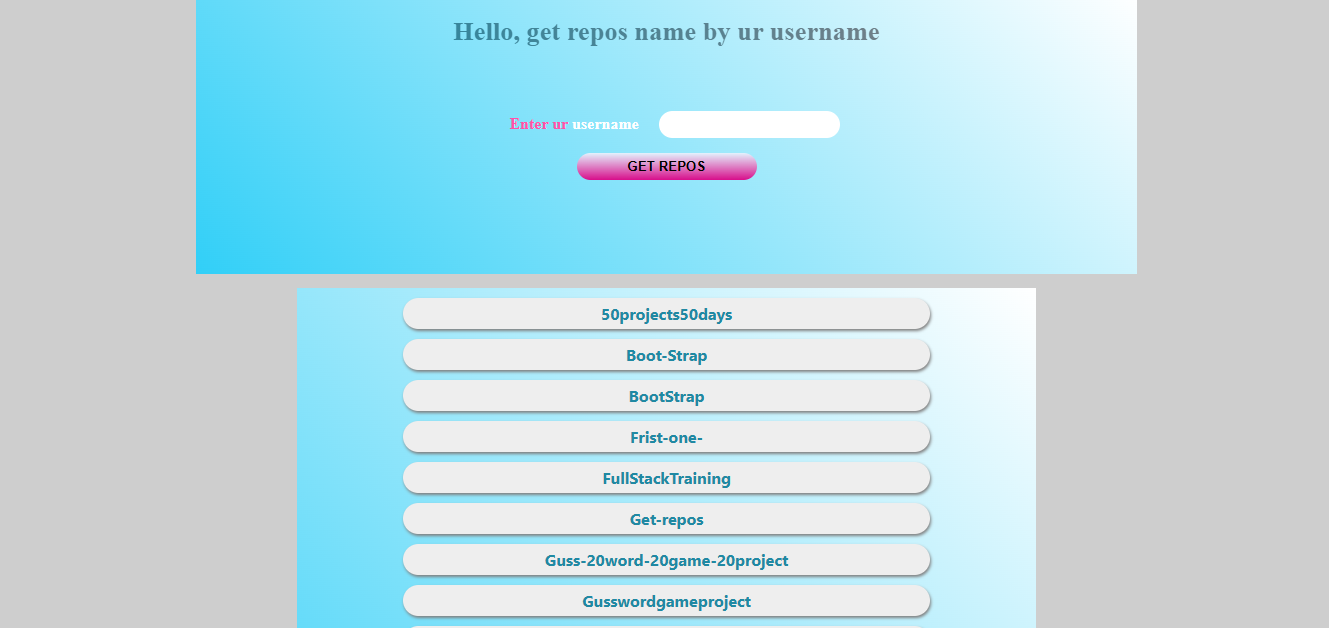 Hello, get repos name by ur username
Enter ur username
GET REPOS
50projects50days
Boot-Strap
BootStrap
Frist-one-
FullStackTraining
Get-repos
Guss-20word-20game-20project
Gusswordgameproject